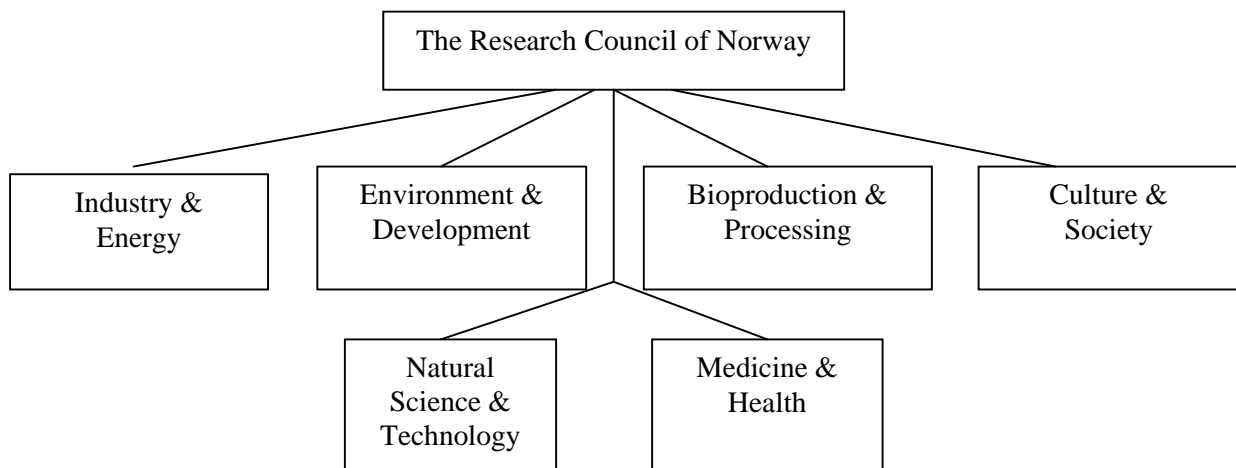 The Research Council of Norway
Industry &
Energy
Environment &
Development
Bioproduction &
Processing
Culture &
Society
Natural
Science &
Technology
Medicine &
Health